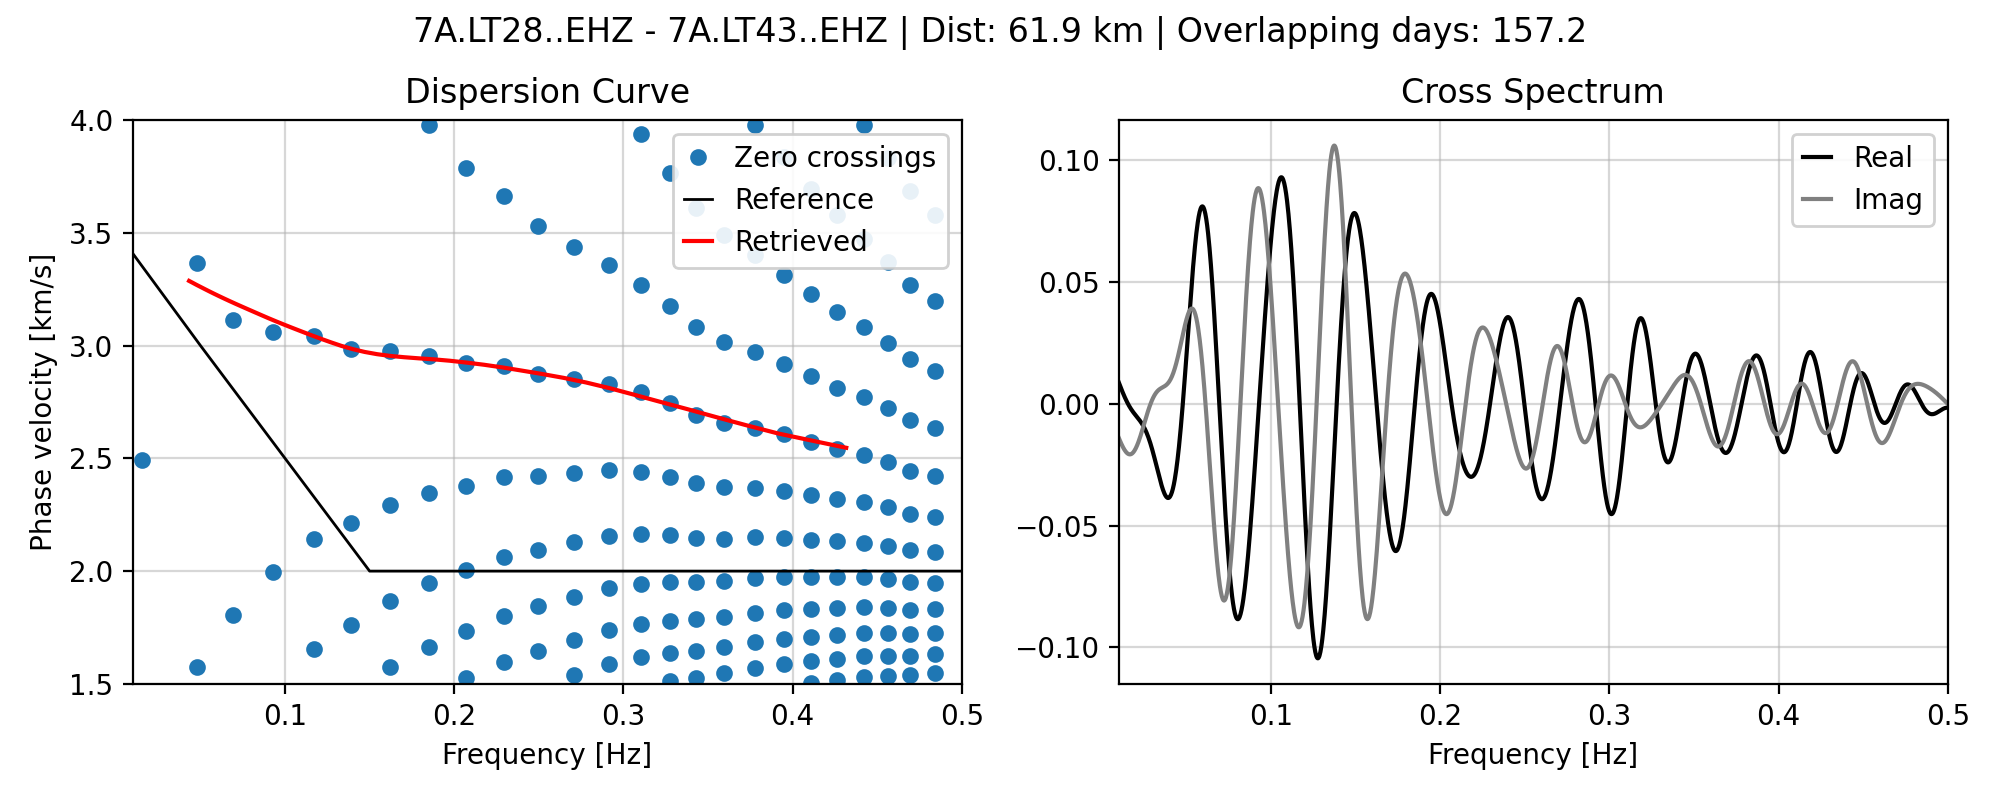 7A.LT28..EHZ - 7A.LT43..EHZ | Dist: 61.9 km | Overlapping days: 157.2
Dispersion Curve
Phase velocity [km/s]
4.0
3.5
3.0
2.5
2.0
1.5
Zero crossings
Reference
Retrieved
0.1
0.2
0.3
0.4
0.5
Frequency [Hz]
Cross Spectrum
0.10
0.05
0.00
−0.05
−0.10
Real
Imag
0.1
0.2
0.3
0.4
0.5
Frequency [Hz]